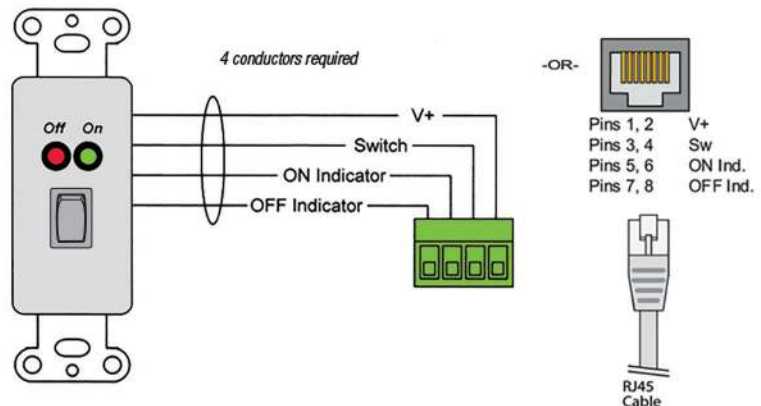 4 conductors required
Off On
V+
Switch
ON Indicator
OFF Indicator
-OR-
Pins 1, 2 V+
Pins 3, 4 Sw
Pins 5, 6 ON Ind.
Pins 7, 8 OFF Ind.
RJ45
Cable